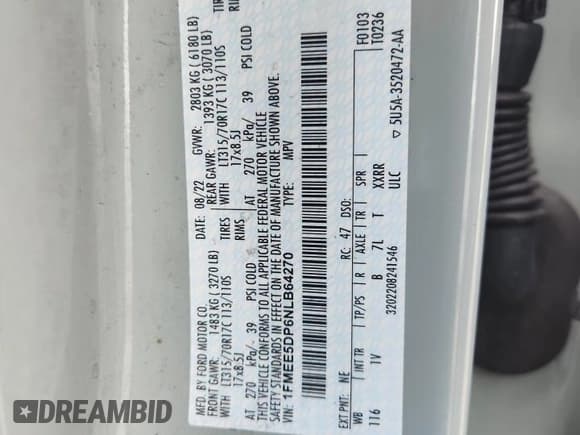 MFD. BY FORD MOTOR CO.
DATE: 08/22 GVWR: 2803 KG ( 6180 LB)
FRONT GAWR: 1483 KG ( 3270 LB) REAR GAWR: 1393 KG ( 3070 LB)
WITH LT315/70R17C 113/110S TIRES WITH LT315/70R17C 113/110S TIRE
17x8.5J RIMS 17x8.5J RI
AT 270 kPa/ 39 PSI COLD AT 270 kPa/ 39 PSI COLD
THIS VEHICLE CONFORMS TO ALL APPLICABLE FEDERAL MOTOR VEHICLE
SAFETY STANDARDS IN EFFECT ON THE DATE OF MANUFACTURE SHOWN ABOVE.
VIN: 1FMEE5DP6NLB64270 TYPE: MPV
F0103
T0236
EXT PNT: NE RC: 47 DSO:
WB INT TR TP/PS R AXLE TR SPR
116 1V B 7L T XXRR
3202208241546 ULC
▽ 5U5A-3520472-AA
DREAMBID
AMERICAN